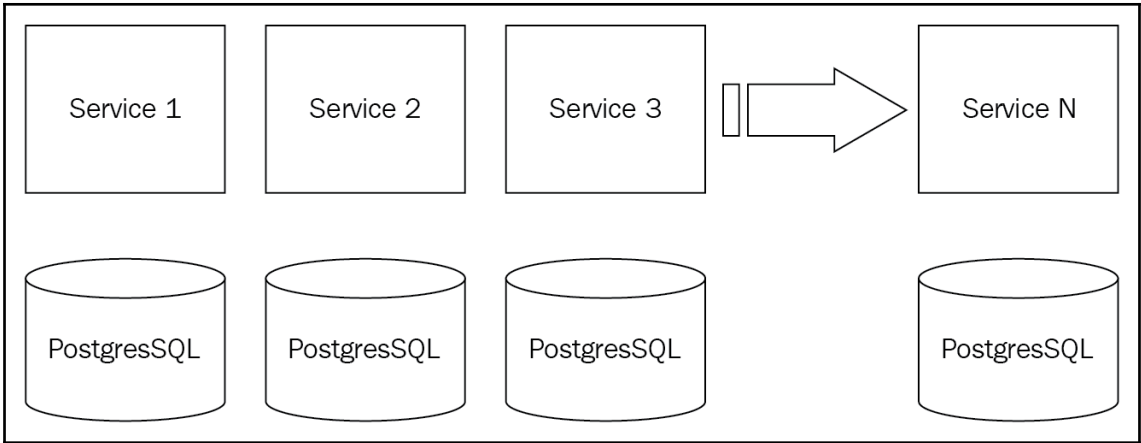 Service 1
Service 2
Service 3
Service N
PostgresSQL
PostgresSQL
PostgresSQL
PostgresSQL